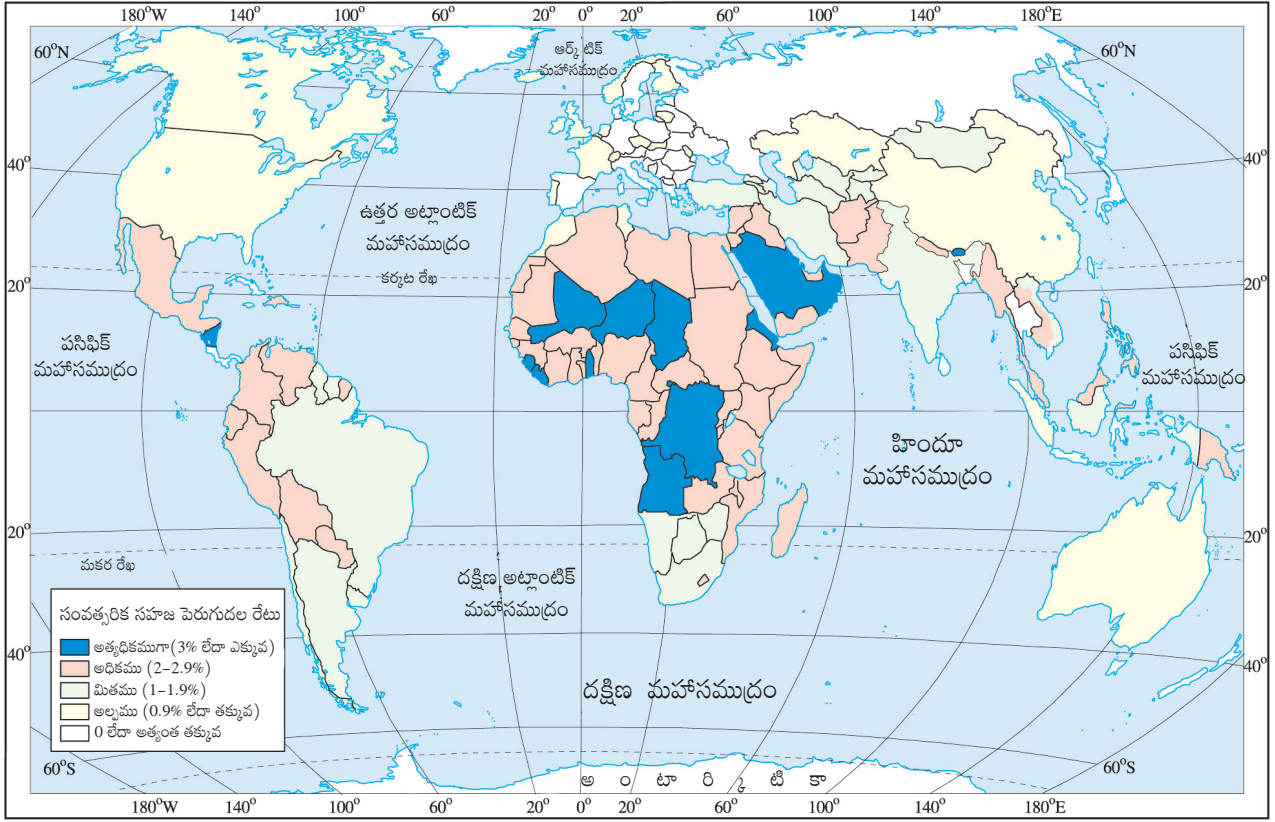 180°W 140° 100° 60° 20° 0° 20° 60° 100° 140° 180°E
60°N
60°N
ఆర్క్టిక్
మహాసముద్రం
40°
40°
ఉత్తర అట్లాంటిక్
మహాసముద్రం
కర్కట రేఖ
20°
20°
పసిఫిక్
మహాసముద్రం
పసిఫిక్
మహాసముద్రం
హిందూ
మహాసముద్రం
20°
20°
మకర రేఖ
దక్షిణ అట్లాంటిక్
మహాసముద్రం
సంవత్సరిక సహజ పెరుగుదల రేటు
అత్యధికముగా(3% లేదా ఎక్కువ)
అధికము (2–2.9%)
మితము (1–1.9%)
అల్పము (0.9% లేదా తక్కువ)
0 లేదా అత్యంత తక్కువ
40°
40°
దక్షిణ మహాసముద్రం
60°S
60°S
అంటార్కిటికా
180°W 140° 100° 60° 20° 0° 20° 60° 100° 140° 180°E